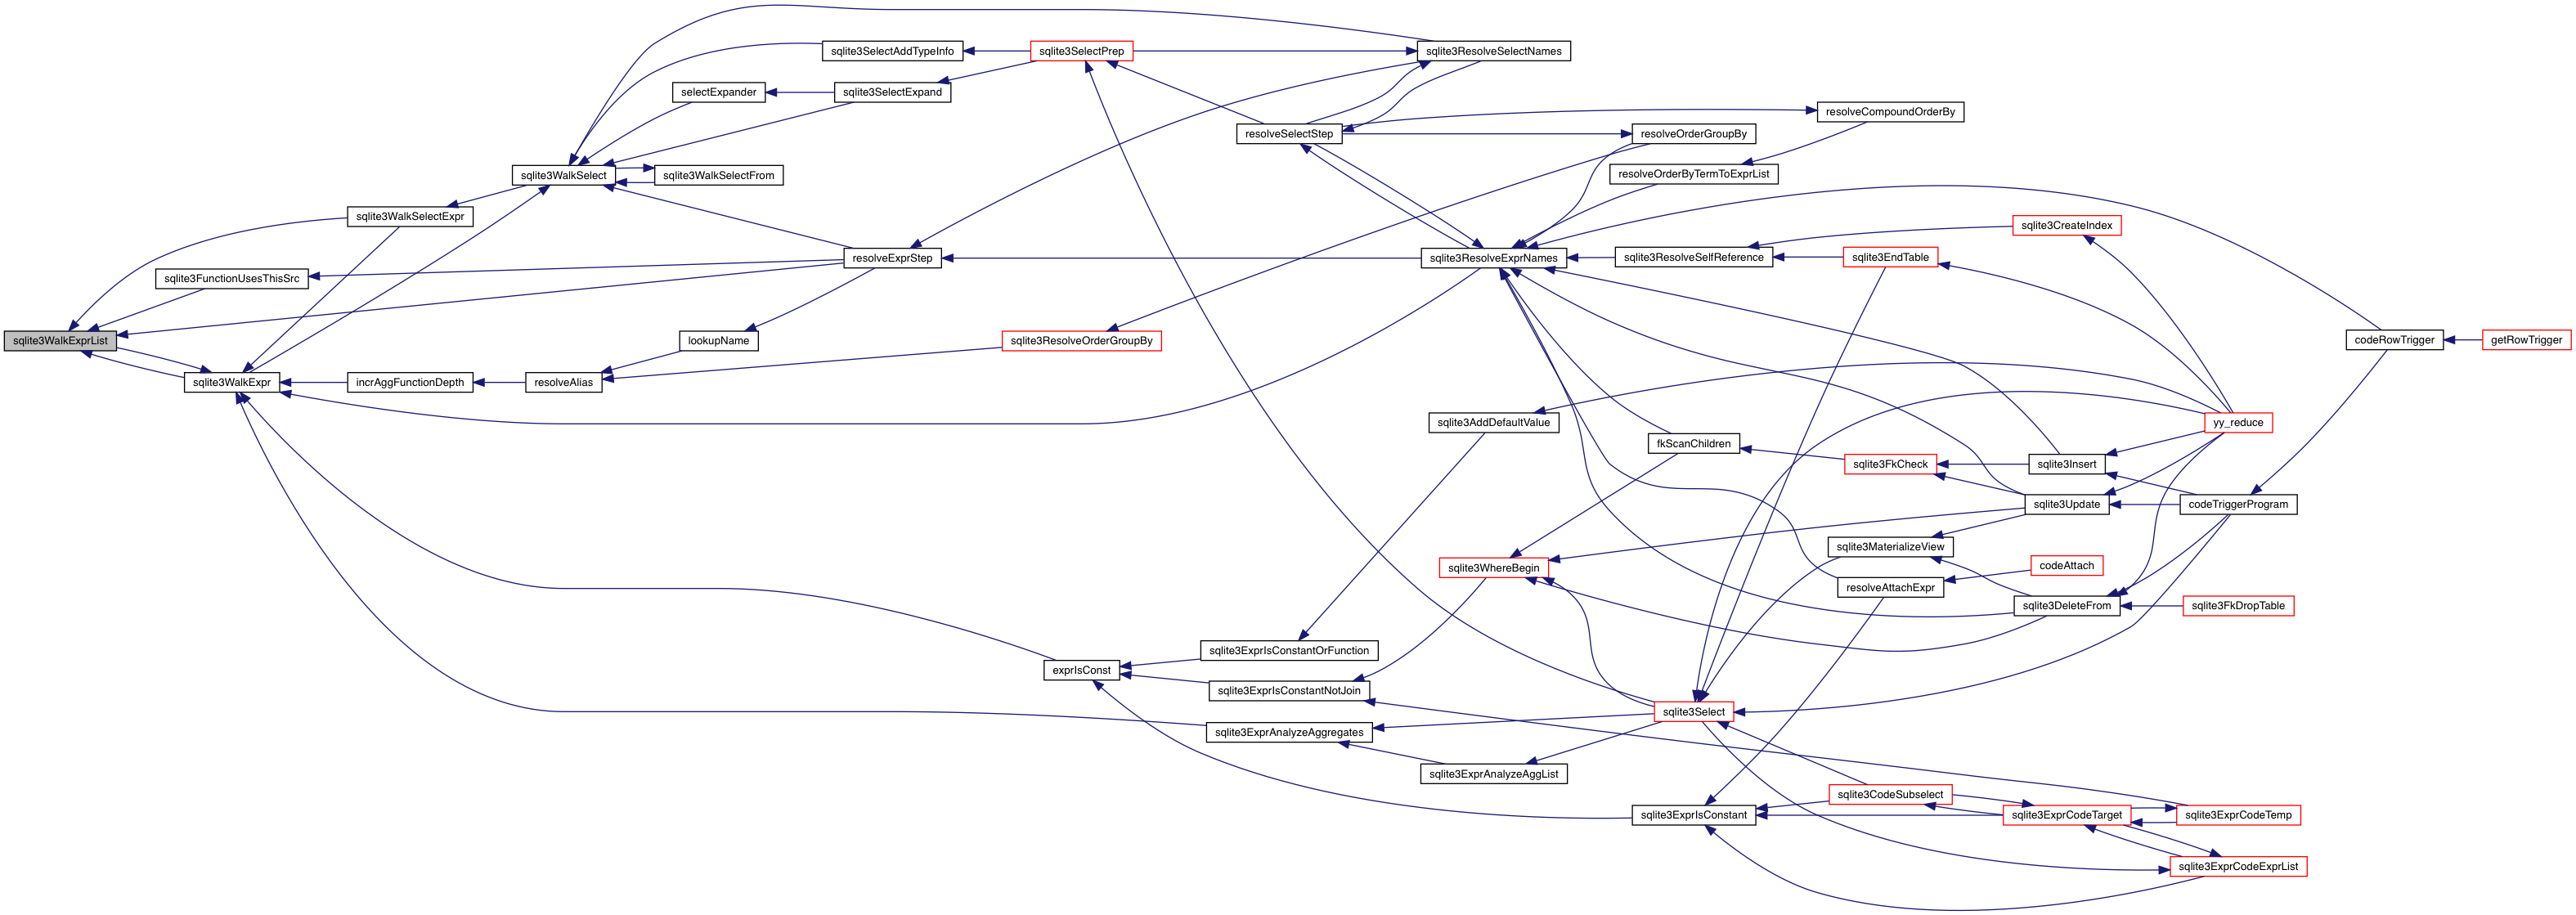 sqlite3SelectAddTypeInfo
sqlite3SelectPrep
sqlite3ResolveSelectNames
selectExpander
sqlite3SelectExpand
resolveCompoundOrderBy
resolveSelectStep
resolveOrderGroupBy
sqlite3WalkSelect
sqlite3WalkSelectFrom
resolveOrderByTermToExprList
sqlite3WalkSelectExpr
sqlite3CreateIndex
sqlite3FunctionUsesThisSrc
resolveExprStep
sqlite3ResolveExprNames
sqlite3ResolveSelfReference
sqlite3EndTable
sqlite3WalkExprList
lookupName
sqlite3ResolveOrderGroupBy
codeRowTrigger
getRowTrigger
sqlite3WalkExpr
incrAggFunctionDepth
resolveAlias
sqlite3AddDefaultValue
yy_reduce
fkScanChildren
sqlite3FkCheck
sqlite3Insert
sqlite3Update
codeTriggerProgram
sqlite3MaterializeView
sqlite3WhereBegin
codeAttach
resolveAttachExpr
sqlite3DeleteFrom
sqlite3FkDropTable
sqlite3ExprIsConstantOrFunction
exprIsConst
sqlite3ExprIsConstantNotJoin
sqlite3Select
sqlite3ExprAnalyzeAggregates
sqlite3ExprAnalyzeAggList
sqlite3CodeSubselect
sqlite3ExprIsConstant
sqlite3ExprCodeTarget
sqlite3ExprCodeTemp
sqlite3ExprCodeExprList